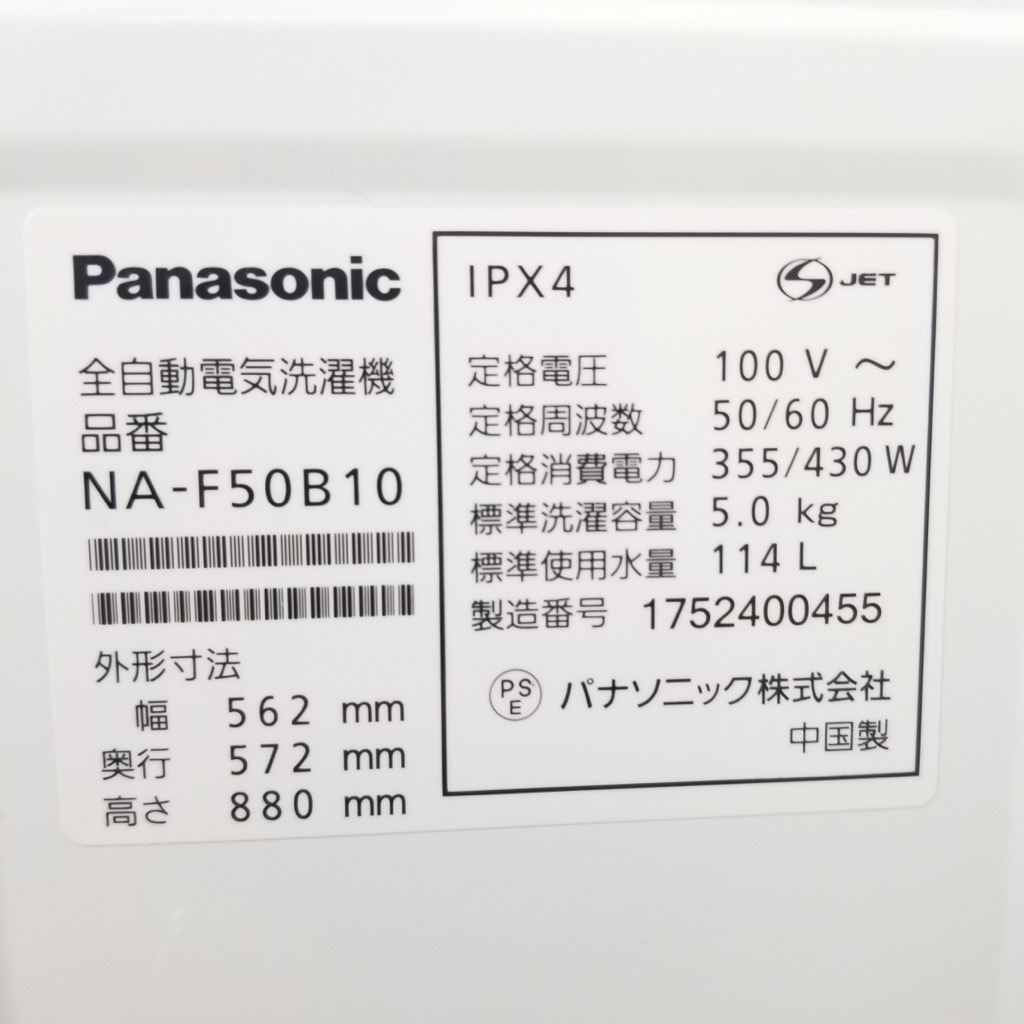 Panasonic
全自動電気洗濯機
品番
NA-F50B10
外形寸法
幅 562 mm
奥行 572 mm
高さ 880 mm
IPX4
S JET
定格電圧 100 V ～
定格周波数 50/60 Hz
定格消費電力 355/430 W
標準洗濯容量 5.0 kg
標準使用水量 114 L
製造番号 1752400455
PSE パナソニック株式会社
中国製